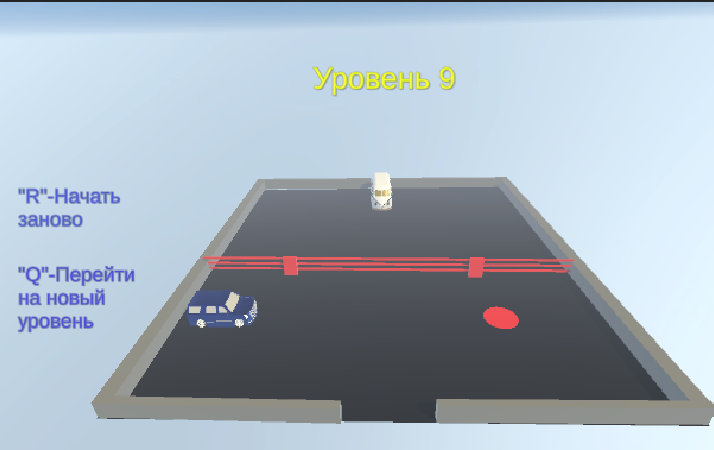 Уровень 9
"R"-Начать
заново
"Q"-Перейти
на новый
уровень